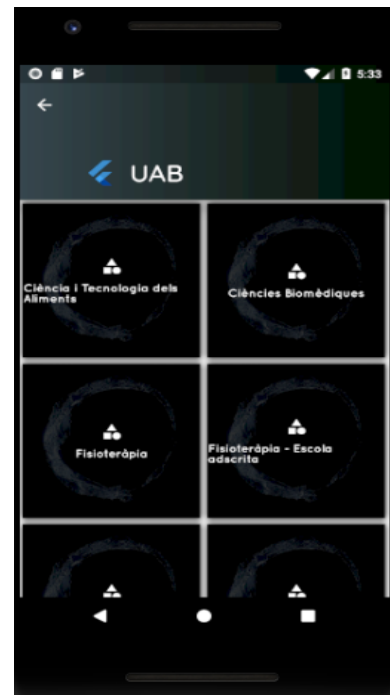 5:33
UAB
Ciència i Tecnologia dels
Aliments
Ciències Biomèdiques
Fisioteràpia
Fisioteràpia - Escola
adscrita